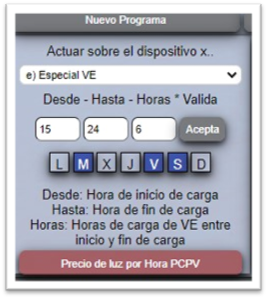 Nuevo Programa
Actuar sobre el dispositivo x..
e) Especial VE
Desde - Hasta - Horas * Valida
15 24 6 Acepta
L M X J V S D
Desde: Hora de inicio de carga
Hasta: Hora de fin de carga
Horas: Horas de carga de VE entre
inicio y fin de carga
Precio de luz por Hora PCPV